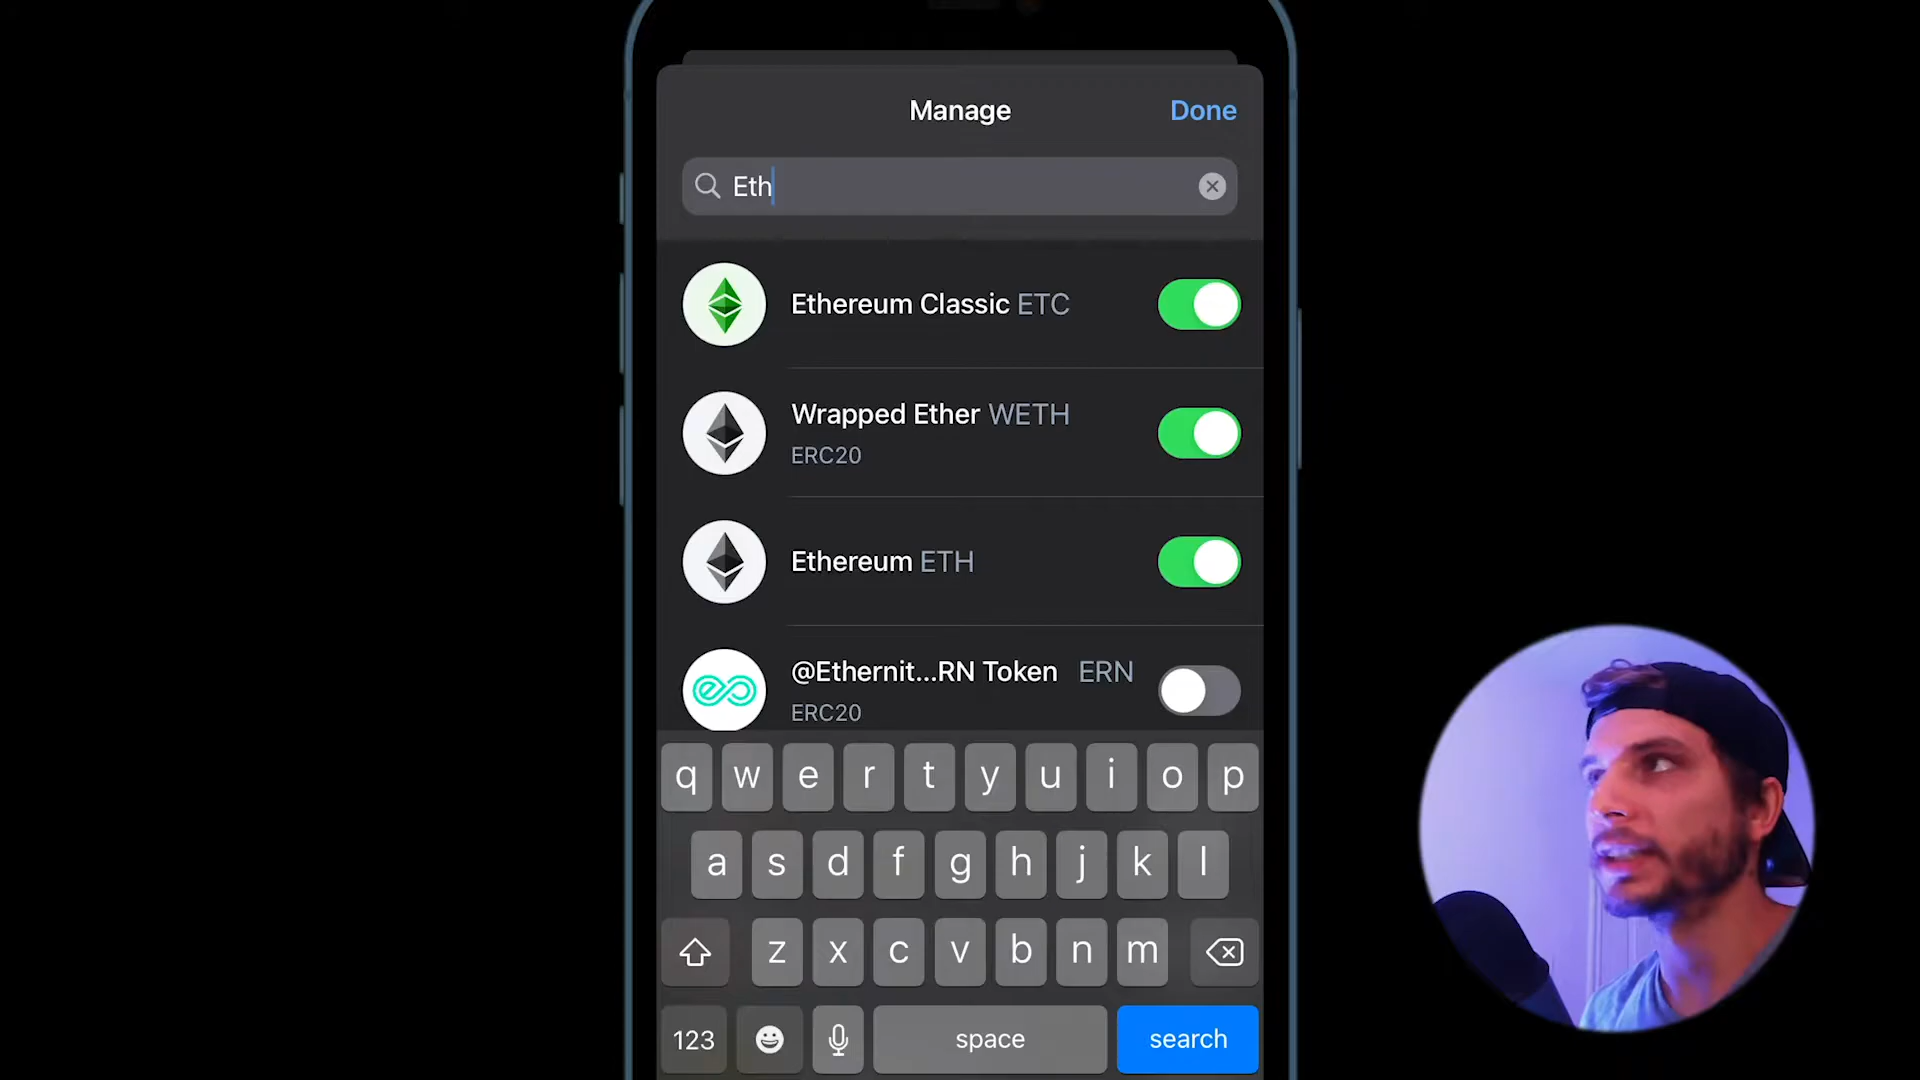 Manage
Done
Eth
Ethereum Classic ETC
Wrapped Ether WETH
ERC20
Ethereum ETH
@Ethernit...RN Token ERN
ERC20
q w e r t y u i o p
a s d f g h j k l
z x c v b n m
123
space
search